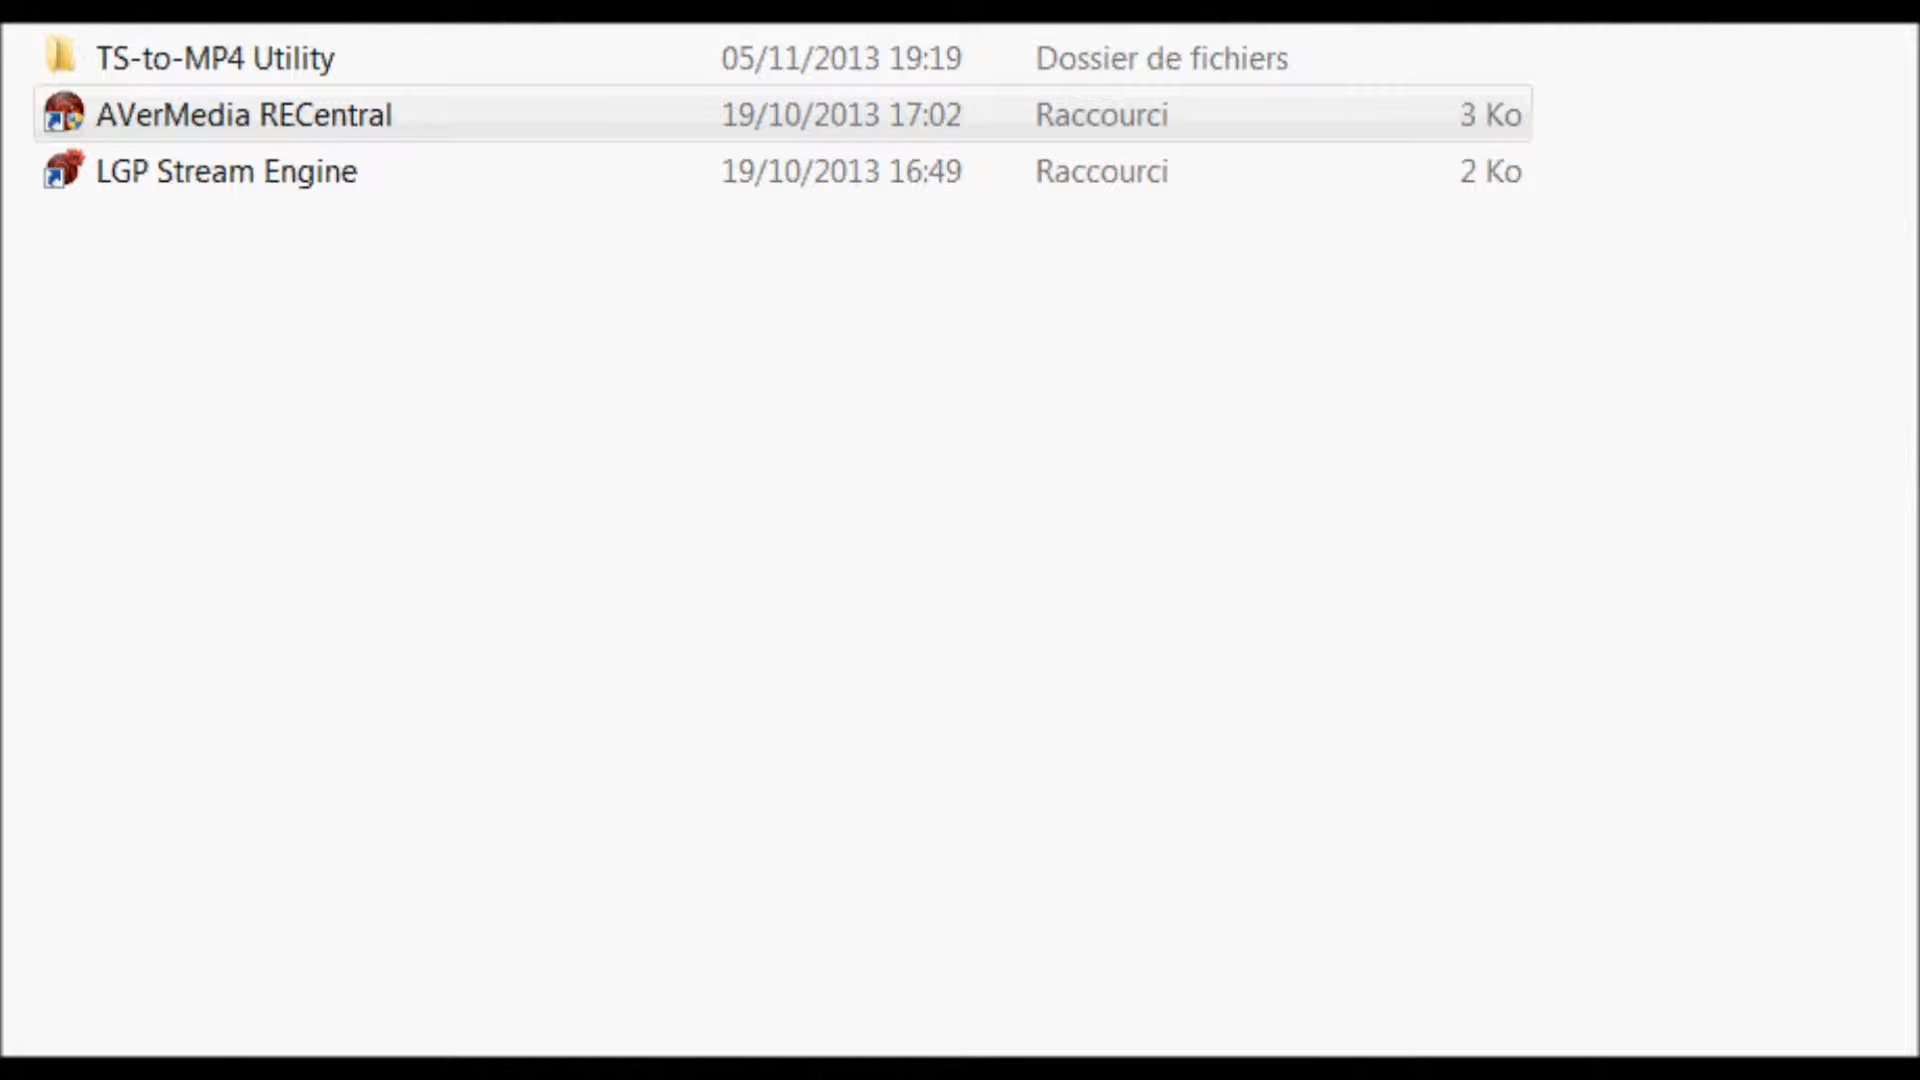 TS-to-MP4 Utility 05/11/2013 19:19 Dossier de fichiers
AVerMedia RECentral 19/10/2013 17:02 Raccourci 3 Ko
LGP Stream Engine 19/10/2013 16:49 Raccourci 2 Ko